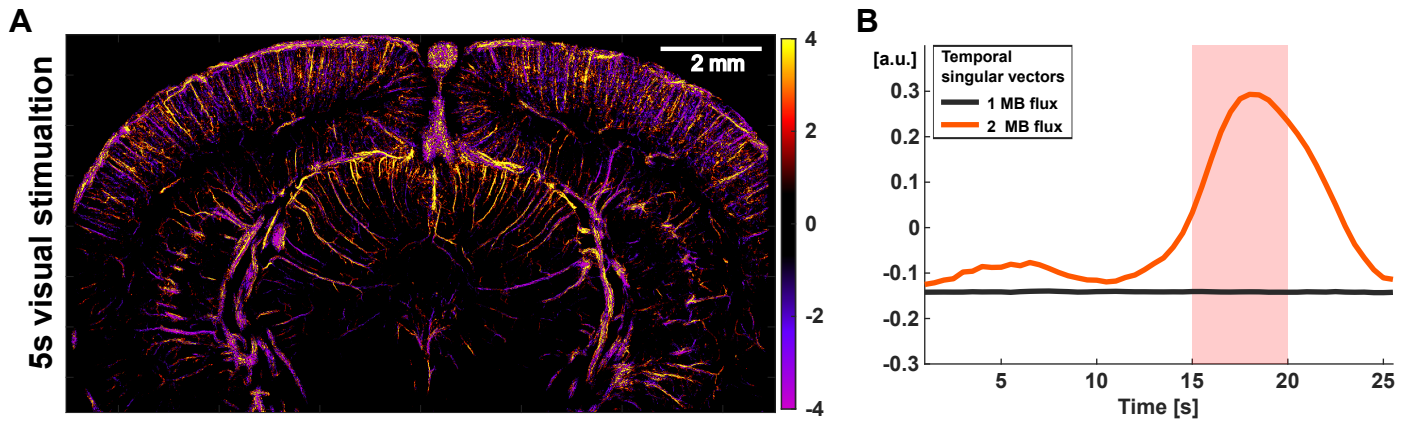 A
5s visual stimualtion
2 mm
4
2
0
-2
-4
B
[a.u.]
Temporal
singular vectors
1 MB flux
2 MB flux
0.3
0.2
0.1
0
-0.1
-0.2
-0.3
5 10 15 20 25
Time [s]